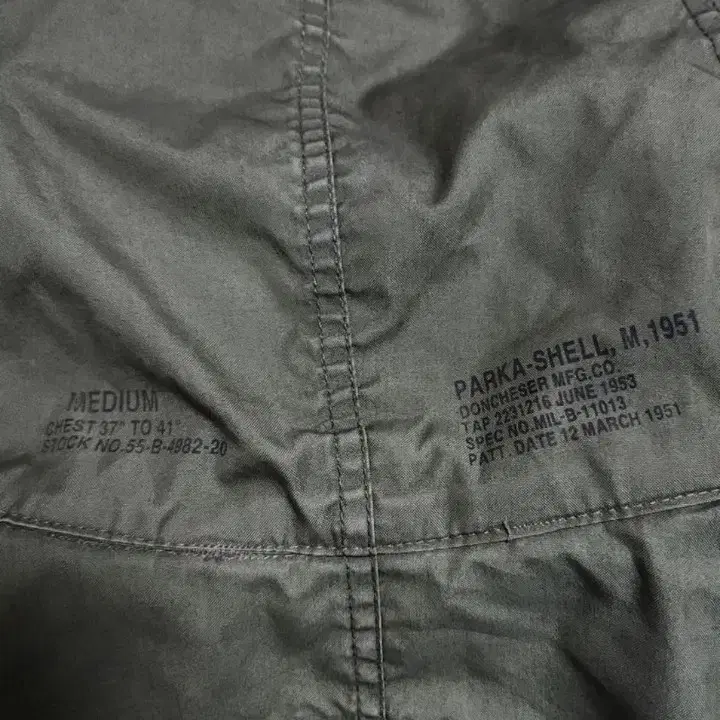 MEDIUM
CHEST 37" TO 41"
STOCK NO.55-B-4982-20
PARKA-SHELL, M,1951
DONCHESER MFG.CO.
TAP 2231216 JUNE 1953
SPEC NO.MIL-B-11013
PATT. DATE 12 MARCH 1951